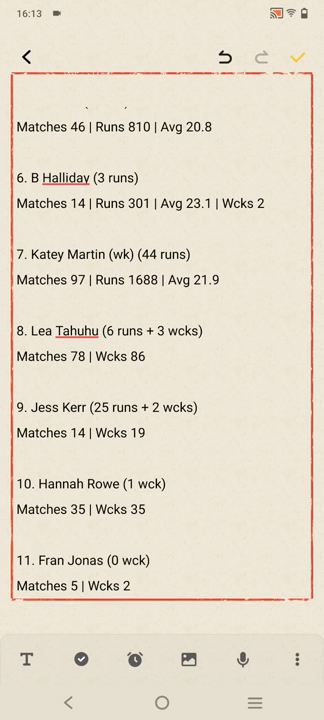 16:13
Matches 46 | Runs 810 | Avg 20.8
6. B Halliday (3 runs)
Matches 14 | Runs 301 | Avg 23.1 | Wcks 2
7. Katey Martin (wk) (44 runs)
Matches 97 | Runs 1688 | Avg 21.9
8. Lea Tahuhu (6 runs + 3 wcks)
Matches 78 | Wcks 86
9. Jess Kerr (25 runs + 2 wcks)
Matches 14 | Wcks 19
10. Hannah Rowe (1 wck)
Matches 35 | Wcks 35
11. Fran Jonas (0 wck)
Matches 5 | Wcks 2
T